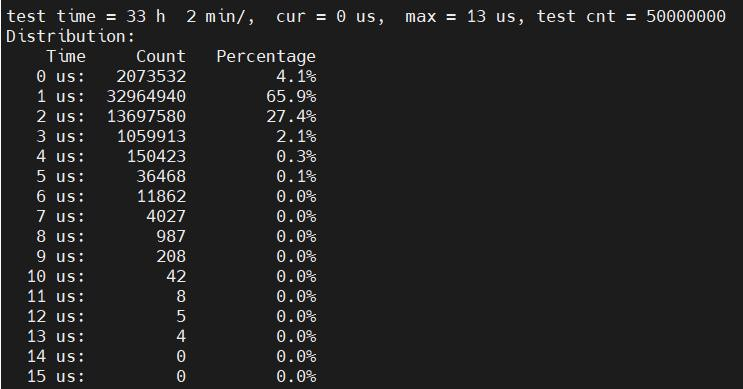 test time = 33 h  2 min/,  cur = 0 us,  max = 13 us, test cnt = 50000000
Distribution:
    Time     Count   Percentage
   0 us:   2073532         4.1%
   1 us:  32964940        65.9%
   2 us:  13697580        27.4%
   3 us:   1059913         2.1%
   4 us:    150423         0.3%
   5 us:     36468         0.1%
   6 us:     11862         0.0%
   7 us:      4027         0.0%
   8 us:       987         0.0%
   9 us:       208         0.0%
  10 us:        42         0.0%
  11 us:         8         0.0%
  12 us:         5         0.0%
  13 us:         4         0.0%
  14 us:         0         0.0%
  15 us:         0         0.0%